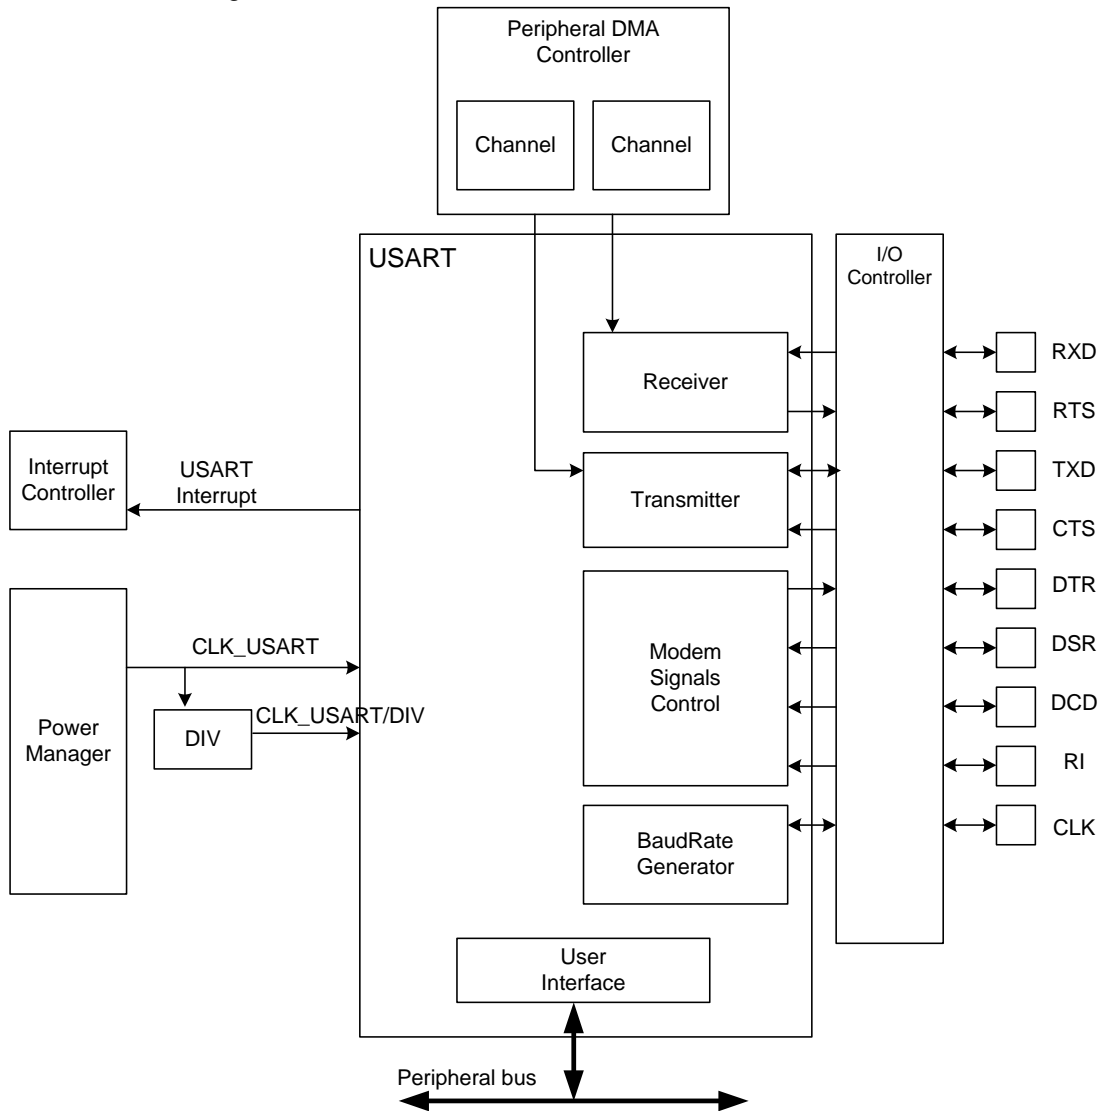 Peripheral DMA
Controller
Channel
Channel
USART
I/O
Controller
Receiver
RXD
RTS
Interrupt
Controller
USART
Interrupt
Transmitter
TXD
CTS
Power
Manager
CLK_USART
DIV
CLK_USART/DIV
Modem
Signals
Control
DTR
DSR
DCD
RI
BaudRate
Generator
CLK
User
Interface
Peripheral bus